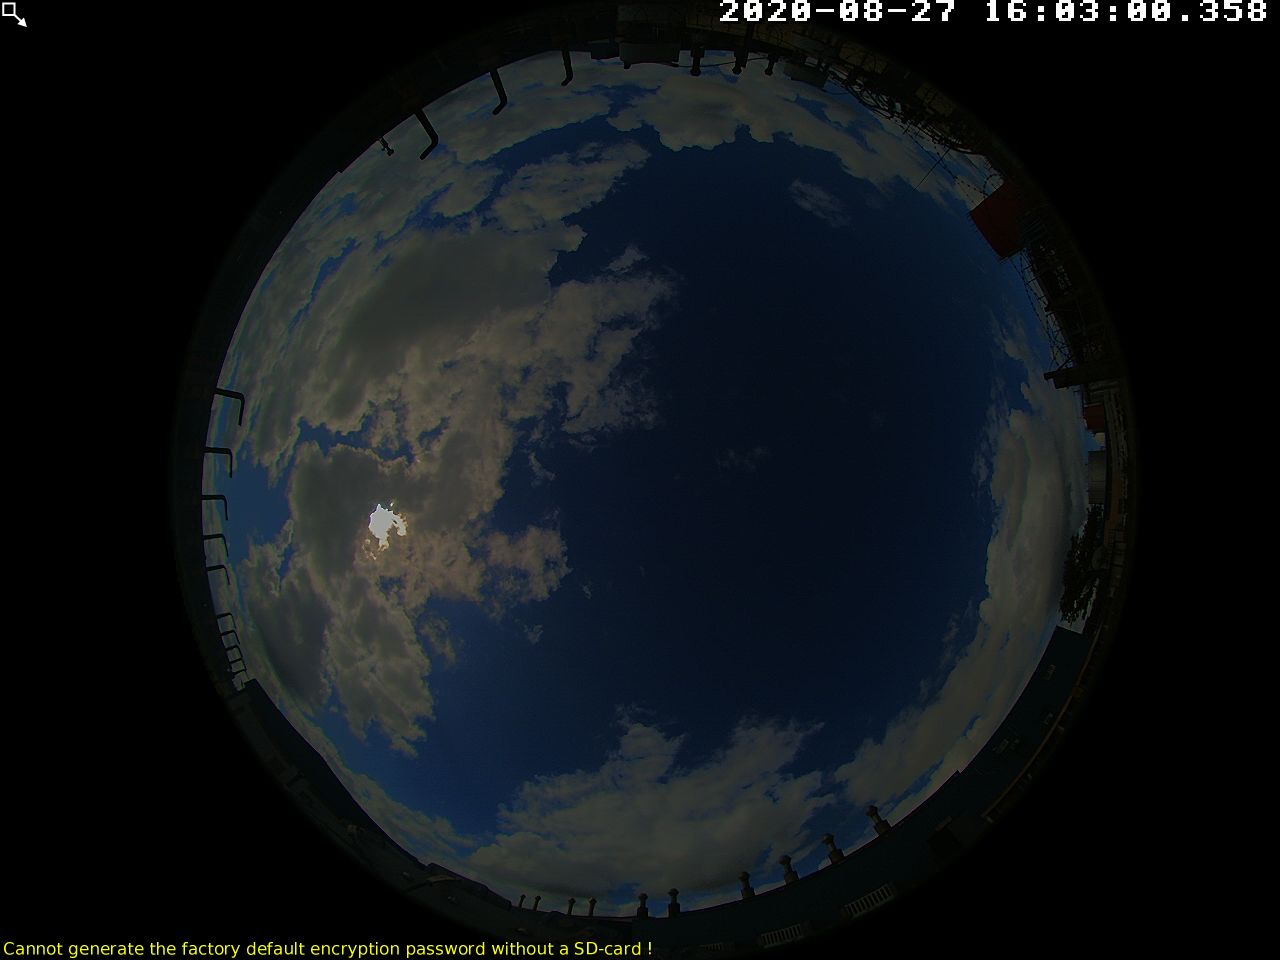 2020-08-27 16:03:00.358
Cannot generate the factory default encryption password without a SD-card !